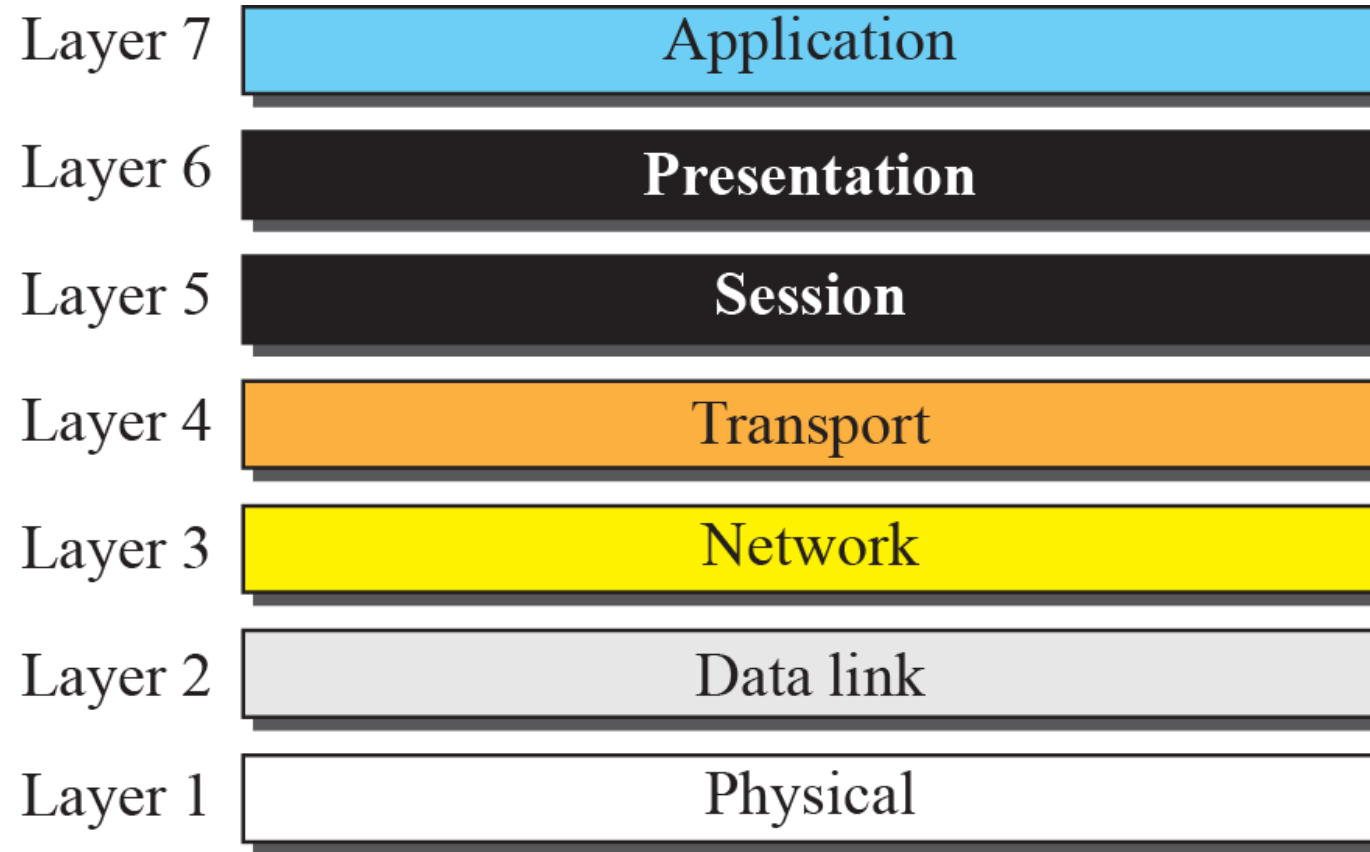 Layer 7 Application
Layer 6 Presentation
Layer 5 Session
Layer 4 Transport
Layer 3 Network
Layer 2 Data link
Layer 1 Physical